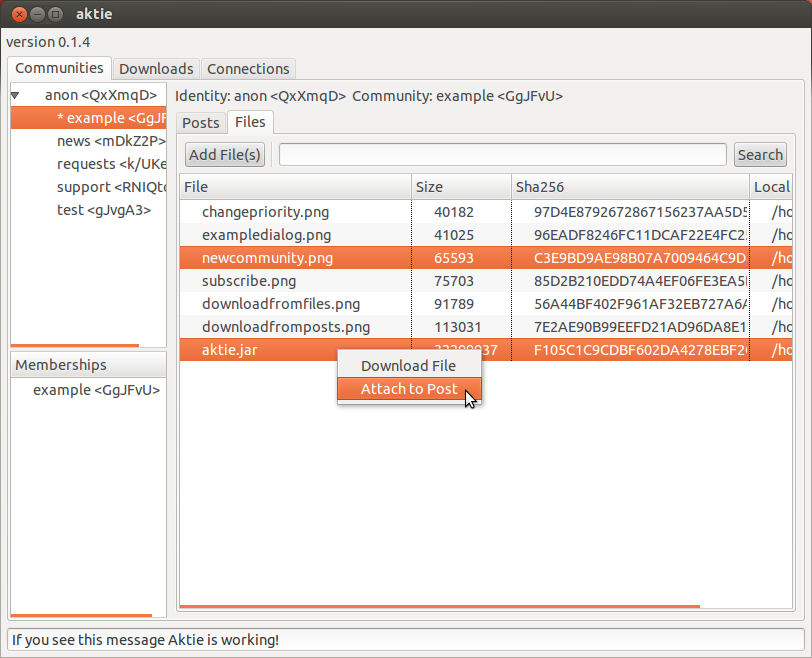 aktie
version 0.1.4
Communities Downloads Connections
anon <QxXmqD> Identity: anon <QxXmqD> Community: example <GgJFvU>
* example <GgJF
news <mDkZ2P>
requests <k/UKe
support <RNIQto
test <gJvgA3>
Posts Files
Add File(s) Search
File Size Sha256 Local
changepriority.png 40182 97D4E8792672867156237AA5D5 /ho
exampledialog.png 41025 96EADF8246FC11DCAF22E4FC23 /ho
newcommunity.png 65593 C3E9BD9AE98B07A7009464C9D /ho
subscribe.png 75703 85D2B210EDD74A4EF06FE3EA5 /ho
downloadfromfiles.png 91789 56A44BF402F961AF32EB727A6A /ho
downloadfromposts.png 113031 7E2AE90B99EEFD21AD96DA8E1 /ho
aktie.jar F105C1C9CDBF602DA4278EBF2 /ho
Download File
Attach to Post
Memberships
example <GgJFvU>
If you see this message Aktie is working!